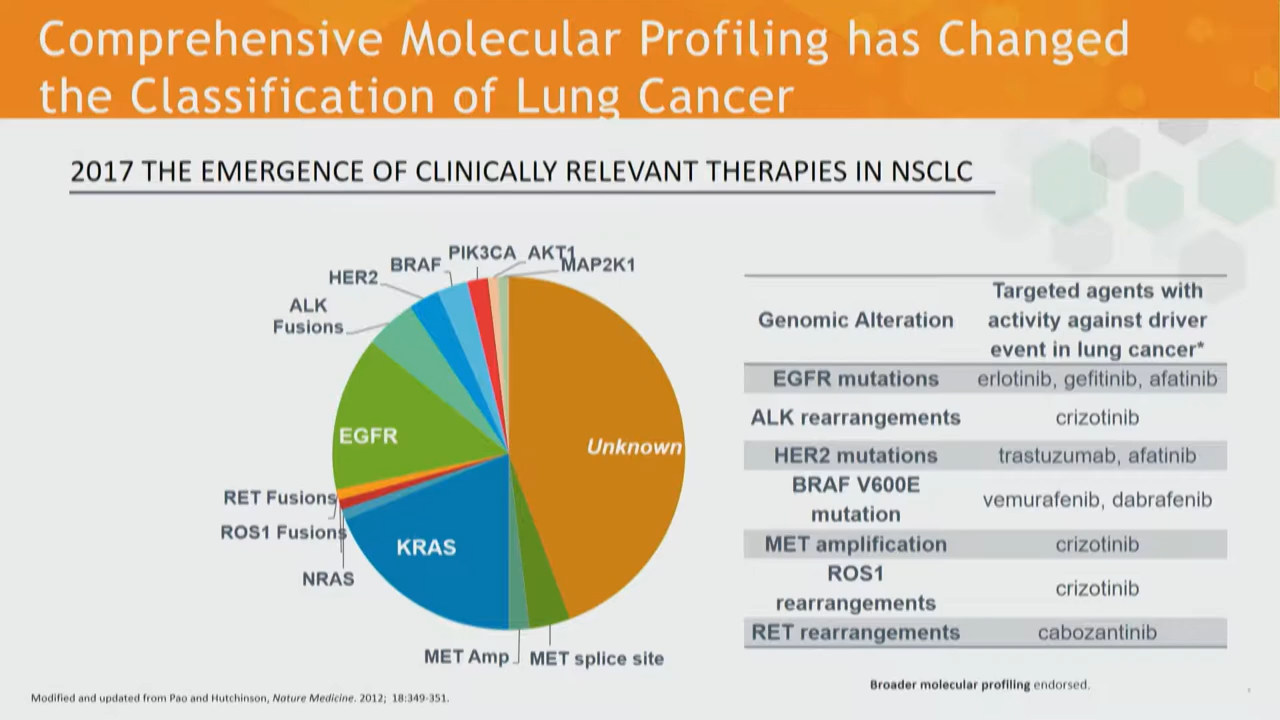 Comprehensive Molecular Profiling has Changed
the Classification of Lung Cancer
2017 THE EMERGENCE OF CLINICALLY RELEVANT THERAPIES IN NSCLC
PIK3CA
AKT1
MAP2K1
BRAF
HER2
ALK
Fusions
EGFR
Unknown
RET Fusions
ROS1 Fusions
NRAS
KRAS
MET Amp
MET splice site
Genomic Alteration
Targeted agents with
activity against driver
event in lung cancer*
EGFR mutations erlotinib, gefitinib, afatinib
ALK rearrangements crizotinib
HER2 mutations trastuzumab, afatinib
BRAF V600E
mutation
vemurafenib, dabrafenib
MET amplification crizotinib
ROS1
rearrangements
crizotinib
RET rearrangements cabozantinib
Broader molecular profiling endorsed.
Modified and updated from Pao and Hutchinson, Nature Medicine. 2012; 18:349-351.